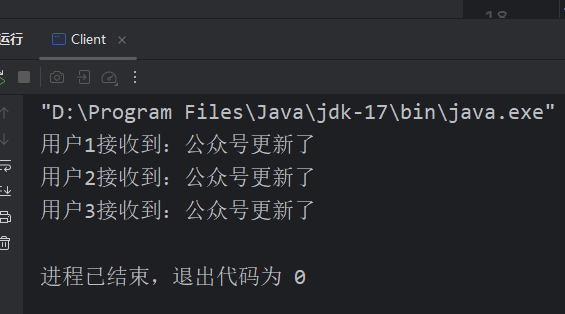 18
运行
Client
"D:\Program Files\Java\jdk-17\bin\java.exe"
用户1接收到：公众号更新了
用户2接收到：公众号更新了
用户3接收到：公众号更新了
进程已结束，退出代码为 0